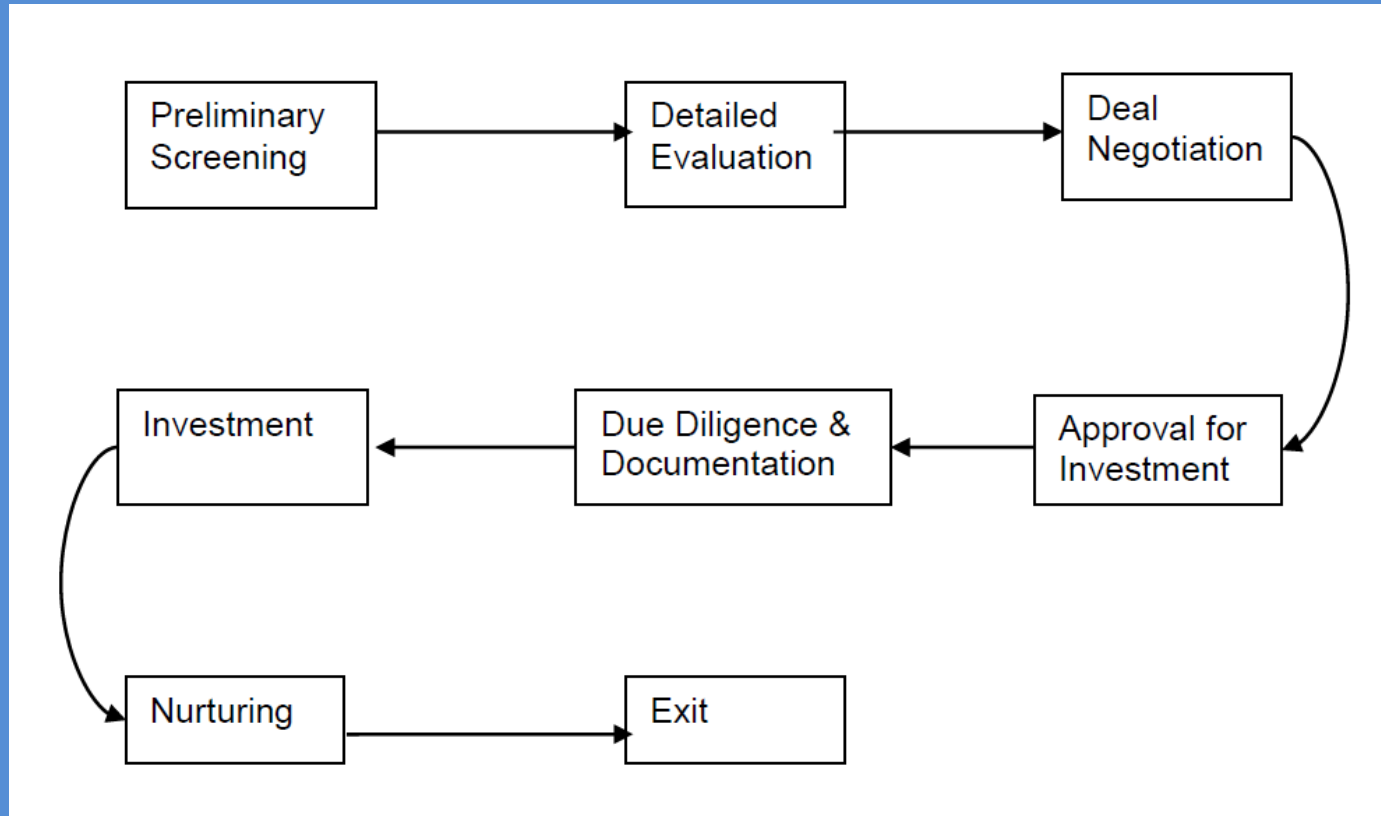 Preliminary
Screening
Detailed
Evaluation
Deal
Negotiation
Investment
Due Diligence &
Documentation
Approval for
Investment
Nurturing
Exit